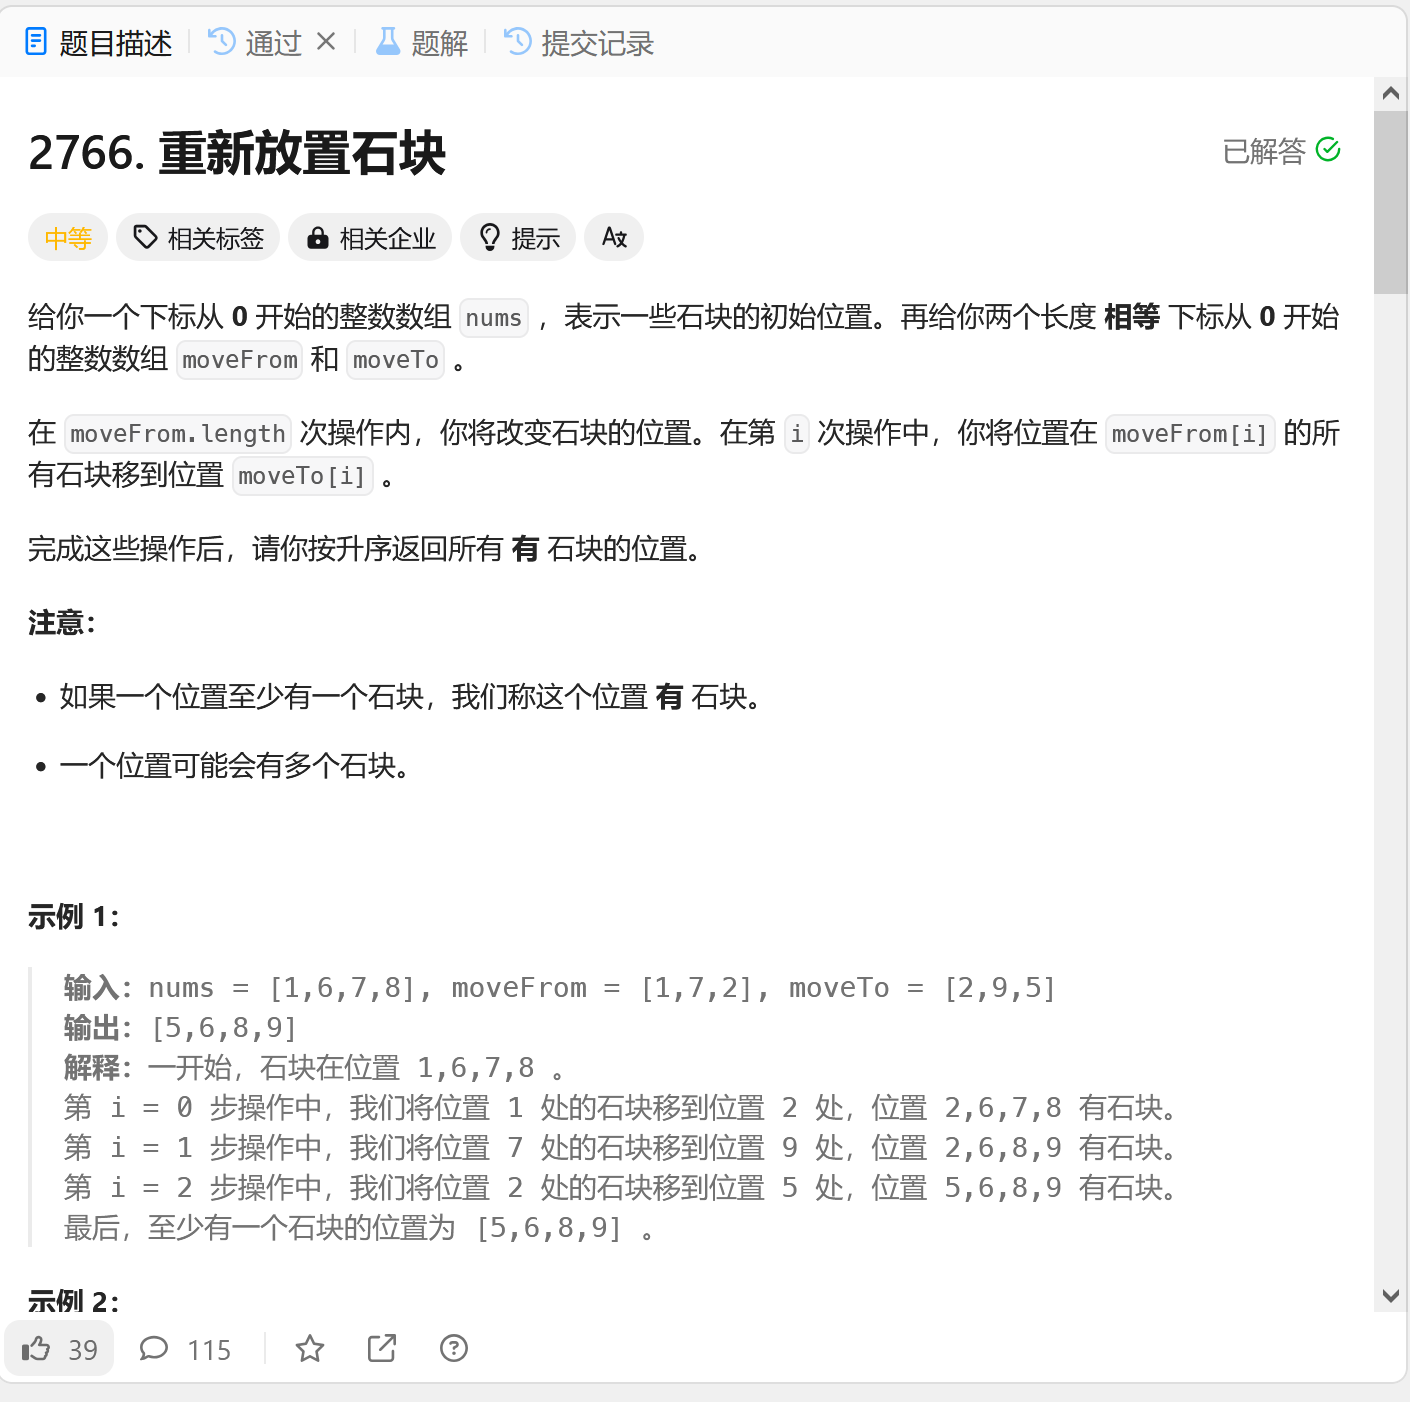 题目描述 通过 题解 提交记录
2766. 重新放置石块
已解答
中等 相关标签 相关企业 提示
给你一个下标从 0 开始的整数数组 nums ，表示一些石块的初始位置。再给你两个长度 相等 下标从 0 开始
的整数数组 moveFrom 和 moveTo 。
在 moveFrom.length 次操作内，你将改变石块的位置。在第 i 次操作中，你将位置在 moveFrom[i] 的所
有石块移到位置 moveTo[i] 。
完成这些操作后，请你按升序返回所有 有 石块的位置。
注意：
• 如果一个位置至少有一个石块，我们称这个位置 有 石块。
• 一个位置可能会有多个石块。
示例 1：
输入：nums = [1,6,7,8], moveFrom = [1,7,2], moveTo = [2,9,5]
输出：[5,6,8,9]
解释：一开始，石块在位置 1,6,7,8 。
第 i = 0 步操作中，我们将位置 1 处的石块移到位置 2 处，位置 2,6,7,8 有石块。
第 i = 1 步操作中，我们将位置 7 处的石块移到位置 9 处，位置 2,6,8,9 有石块。
第 i = 2 步操作中，我们将位置 2 处的石块移到位置 5 处，位置 5,6,8,9 有石块。
最后，至少有一个石块的位置为 [5,6,8,9] 。
示例 2：
39 115